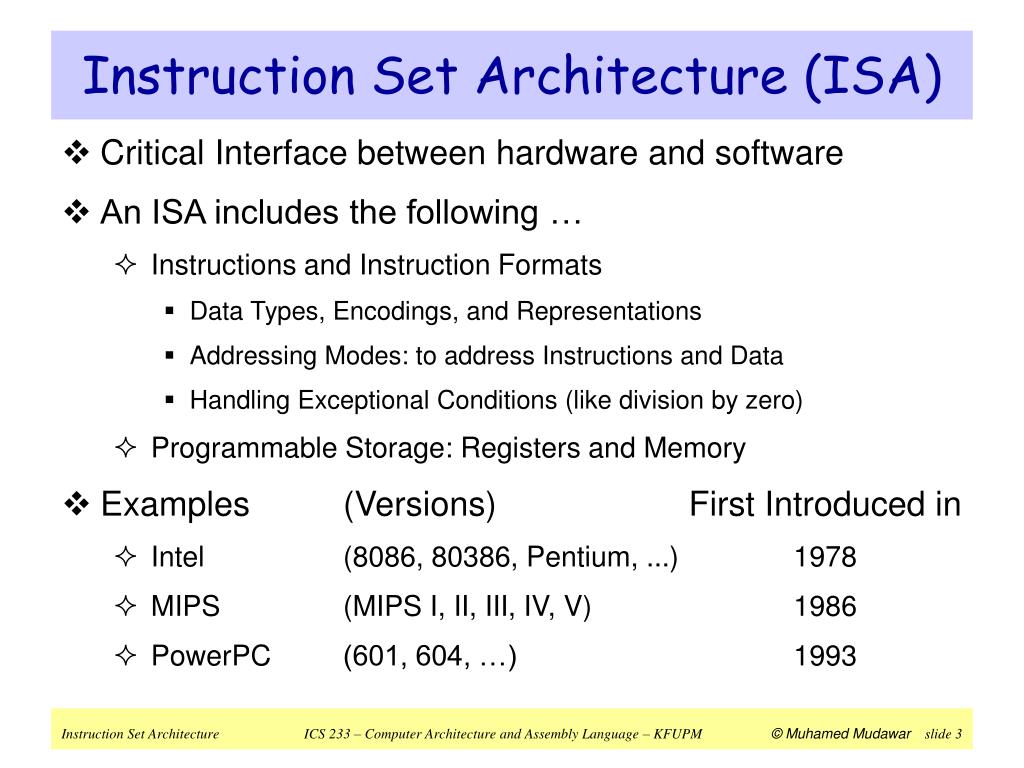 Instruction Set Architecture (ISA)
❖ Critical Interface between hardware and software
❖ An ISA includes the following …
✧ Instructions and Instruction Formats
▪ Data Types, Encodings, and Representations
▪ Addressing Modes: to address Instructions and Data
▪ Handling Exceptional Conditions (like division by zero)
✧ Programmable Storage: Registers and Memory
❖ Examples (Versions) First Introduced in
✧ Intel (8086, 80386, Pentium, ...) 1978
✧ MIPS (MIPS I, II, III, IV, V) 1986
✧ PowerPC (601, 604, …) 1993
Instruction Set Architecture ICS 233 – Computer Architecture and Assembly Language – KFUPM © Muhamed Mudawar slide 3